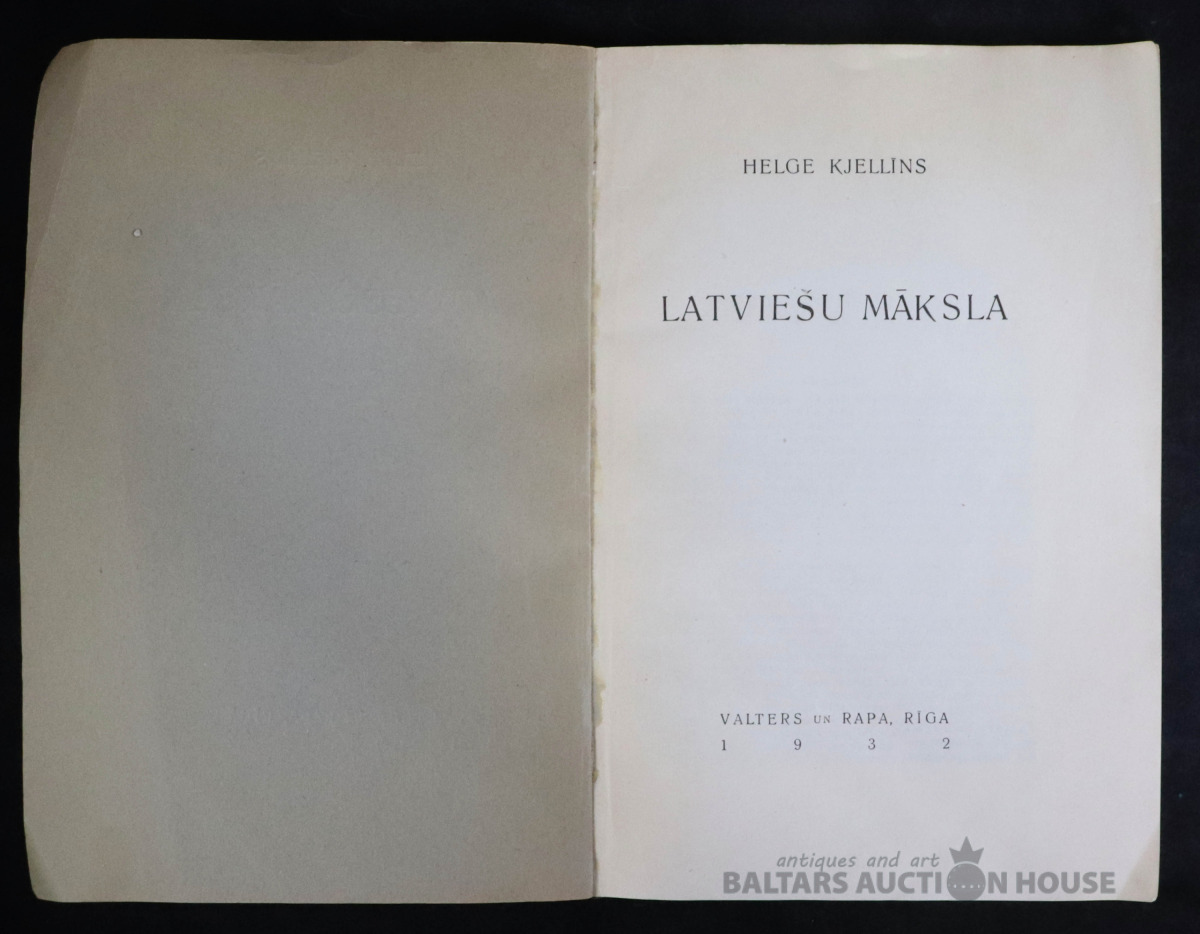 HELGE KJELLĪNS
LATVIEŠU MĀKSLA
VALTERS UN RAPA, RĪGA
1 9 3 2
antiques and art
BALTARS AUCTION HOUSE